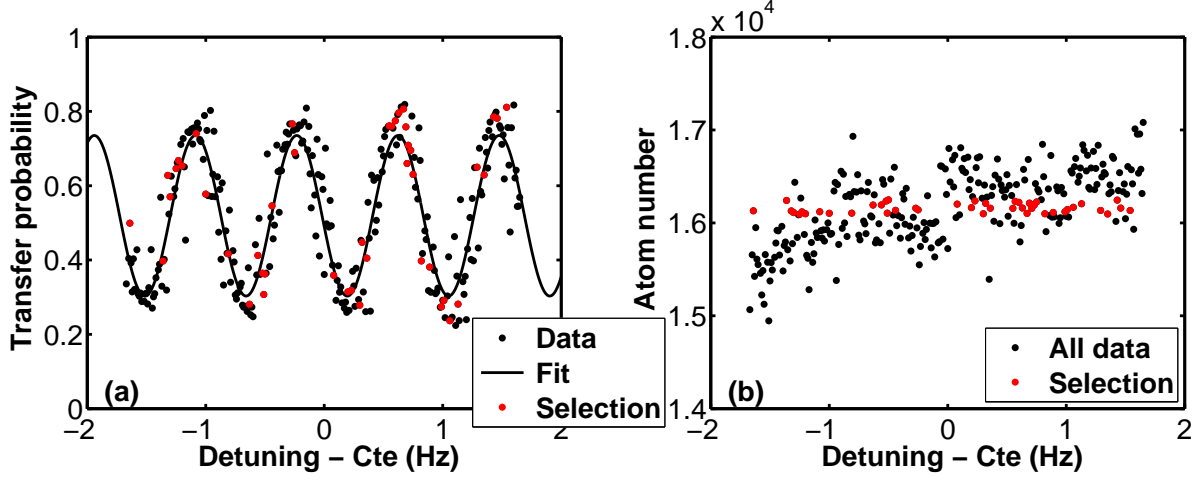 1
0.8
0.6
0.4
0.2
0
Transfer probability
(a)
−2
−1
0
1
2
Detuning − Cte (Hz)
Data
Fit
Selection
x 10^4
1.8
1.7
1.6
1.5
1.4
Atom number
(b)
−2
−1
0
1
2
Detuning − Cte (Hz)
All data
Selection